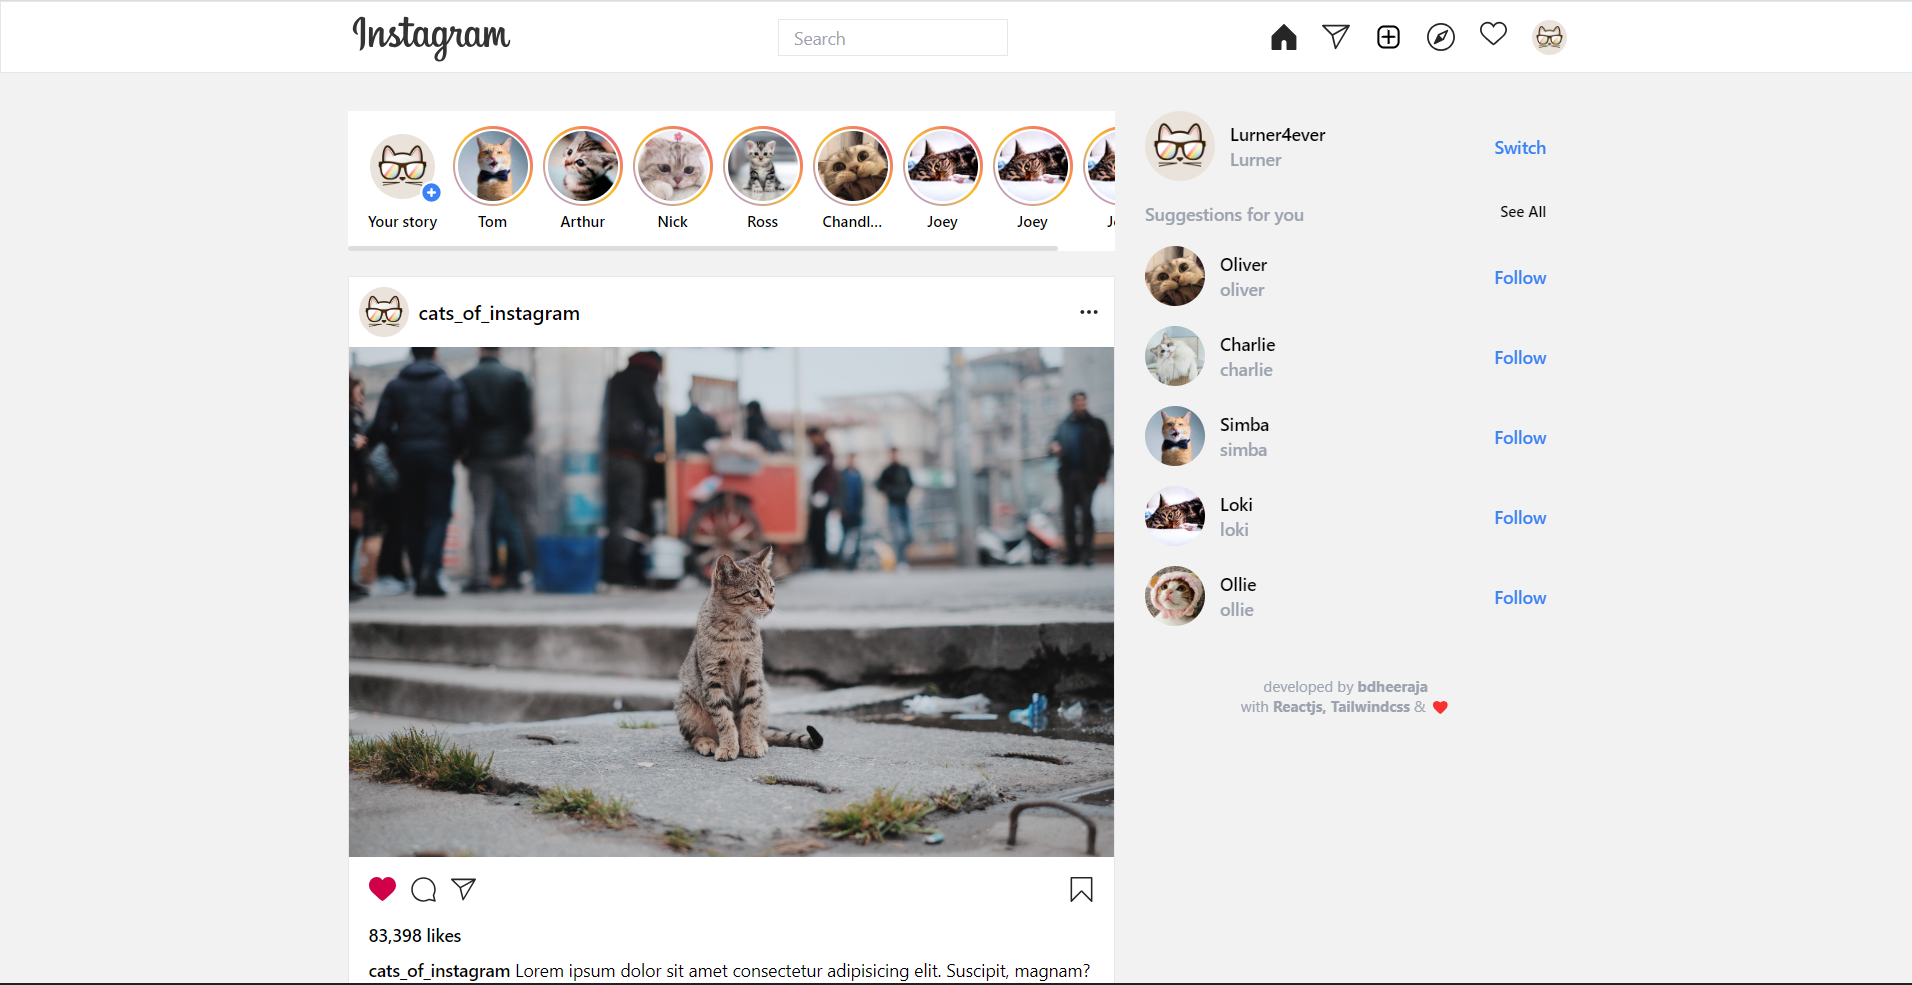 Instagram
Search
Your story
Tom
Arthur
Nick
Ross
Chandl...
Joey
Joey
cats_of_instagram
83,398 likes
cats_of_instagram Lorem ipsum dolor sit amet consectetur adipisicing elit. Suscipit, magnam?
Lurner4ever
Lurner
Switch
Suggestions for you
See All
Oliver
oliver
Follow
Charlie
charlie
Follow
Simba
simba
Follow
Loki
loki
Follow
Ollie
ollie
Follow
developed by bdheeraja
with Reactjs, Tailwindcss & ❤️